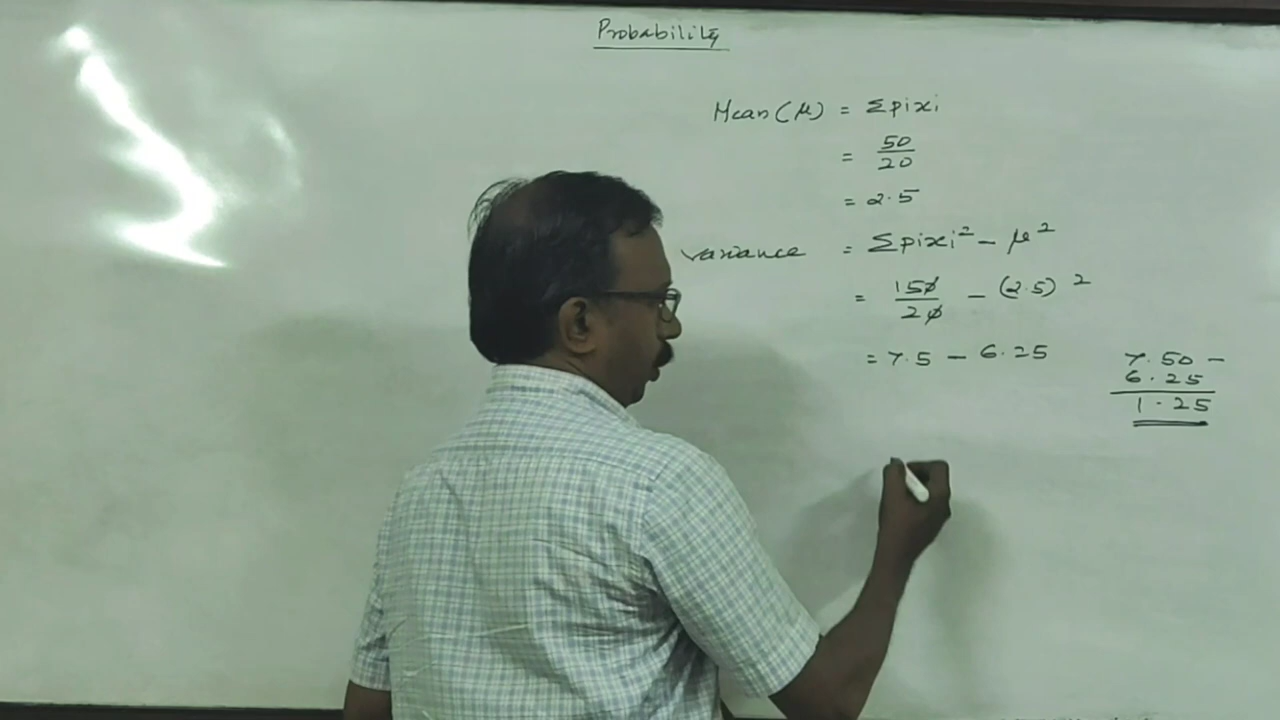 Probability
Mean (μ) = Σpixi
= 50/20
= 2.5
variance = Σpixi² - μ²
= 150/20 - (2.5)²
= 7.5 - 6.25
7.50 -
6.25
1.25